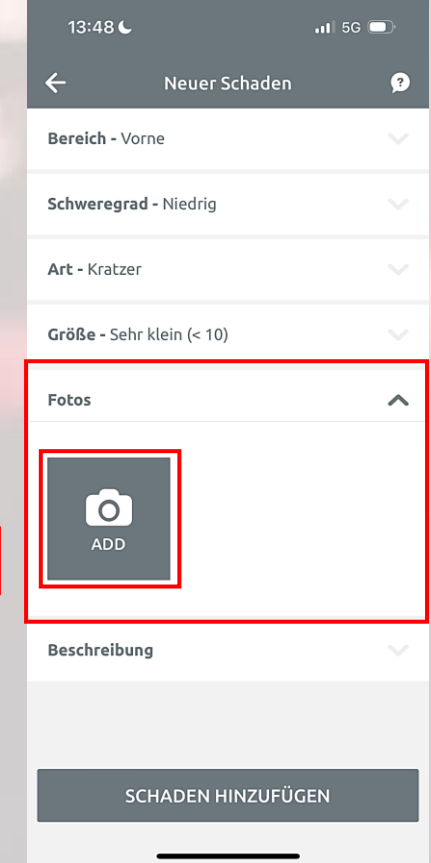 13:48
5G
Neuer Schaden
?
Bereich - Vorne
Schweregrad - Niedrig
Art - Kratzer
Größe - Sehr klein (< 10)
Fotos
ADD
Beschreibung
SCHADEN HINZUFÜGEN